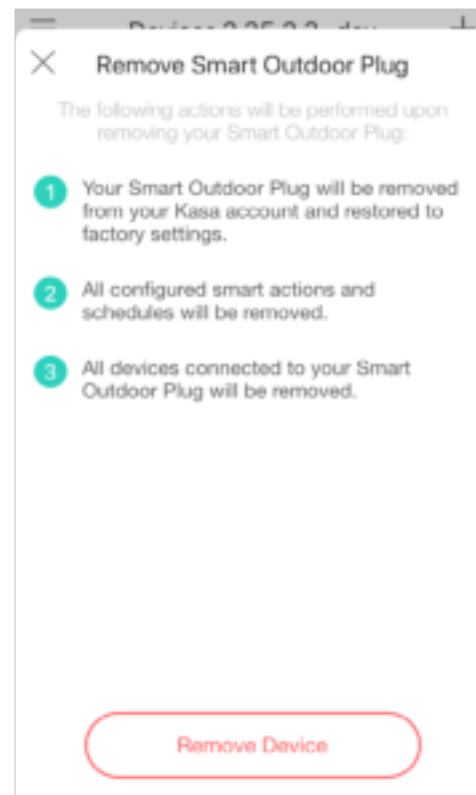 Remove Smart Outdoor Plug
The following actions will be performed upon
removing your Smart Outdoor Plug:
1 Your Smart Outdoor Plug will be removed
from your Kasa account and restored to
factory settings.
2 All configured smart actions and
schedules will be removed.
3 All devices connected to your Smart
Outdoor Plug will be removed.
Remove Device